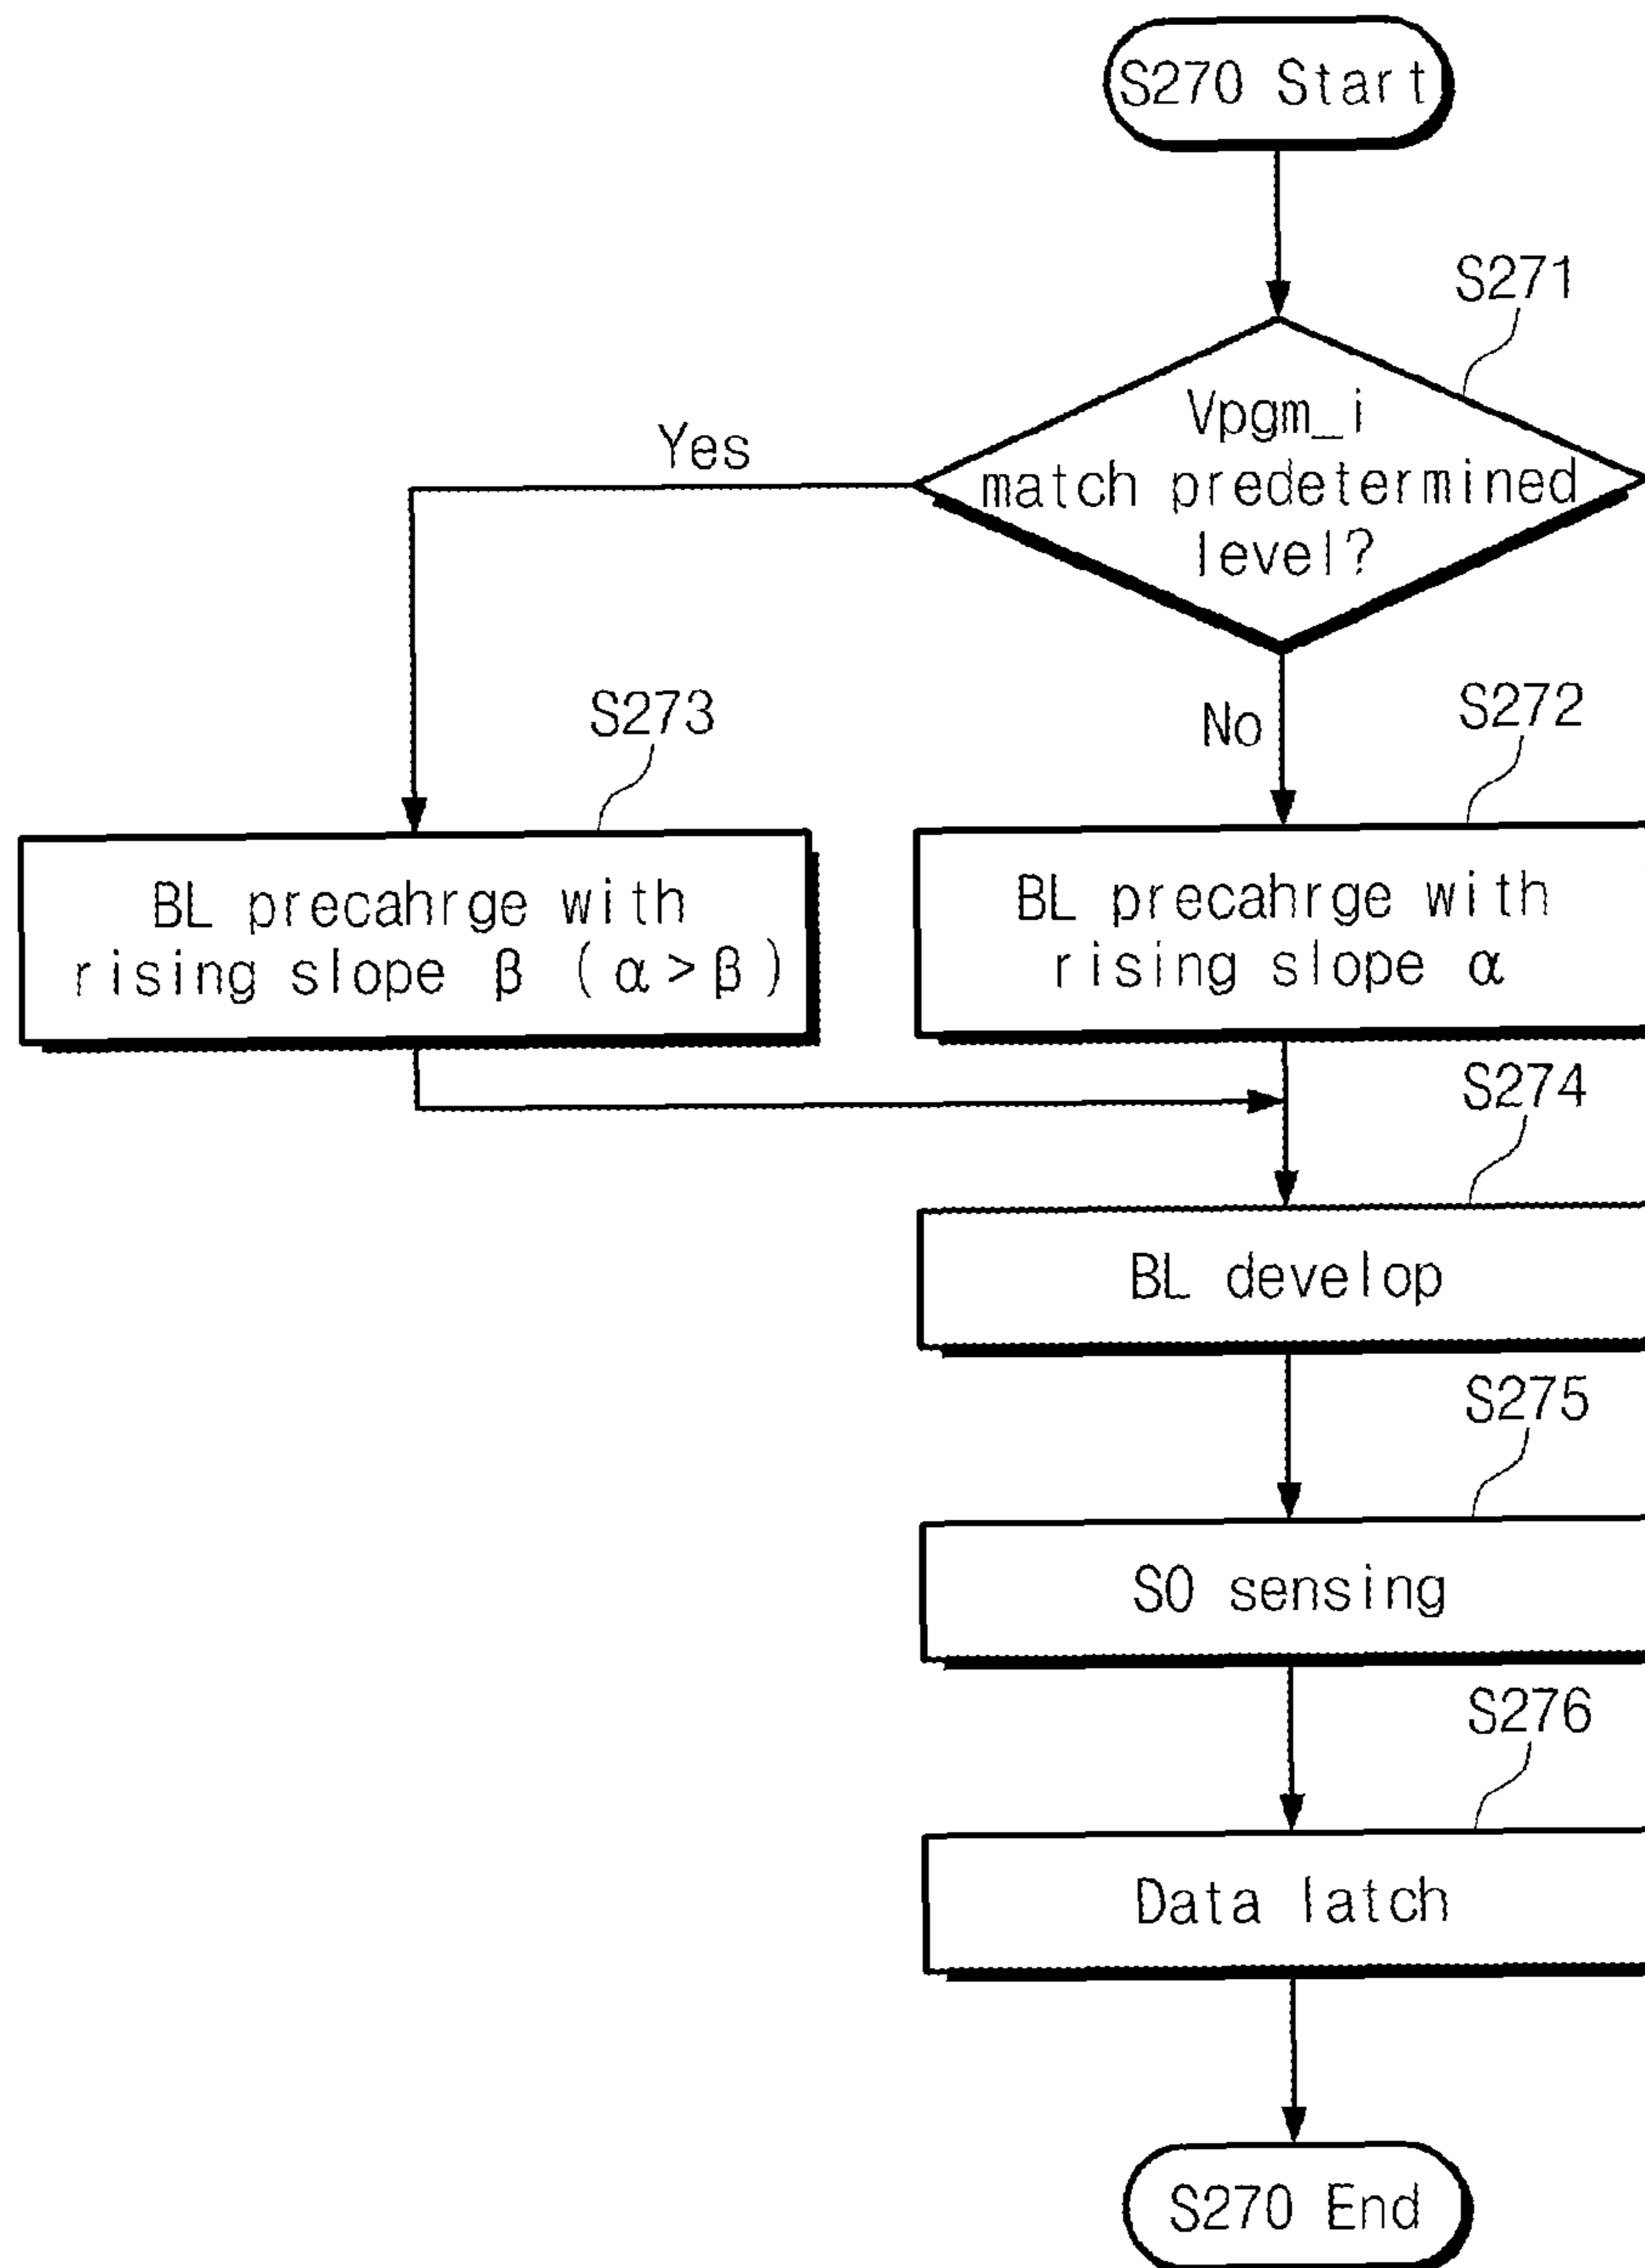 S270 Start
S271
Vpgm_i
match predetermined
level?
Yes
No
S273
S272
BL precahrge with
rising slope β (α>β)
BL precahrge with
rising slope α
S274
BL develop
S275
SO sensing
S276
Data latch
S270 End